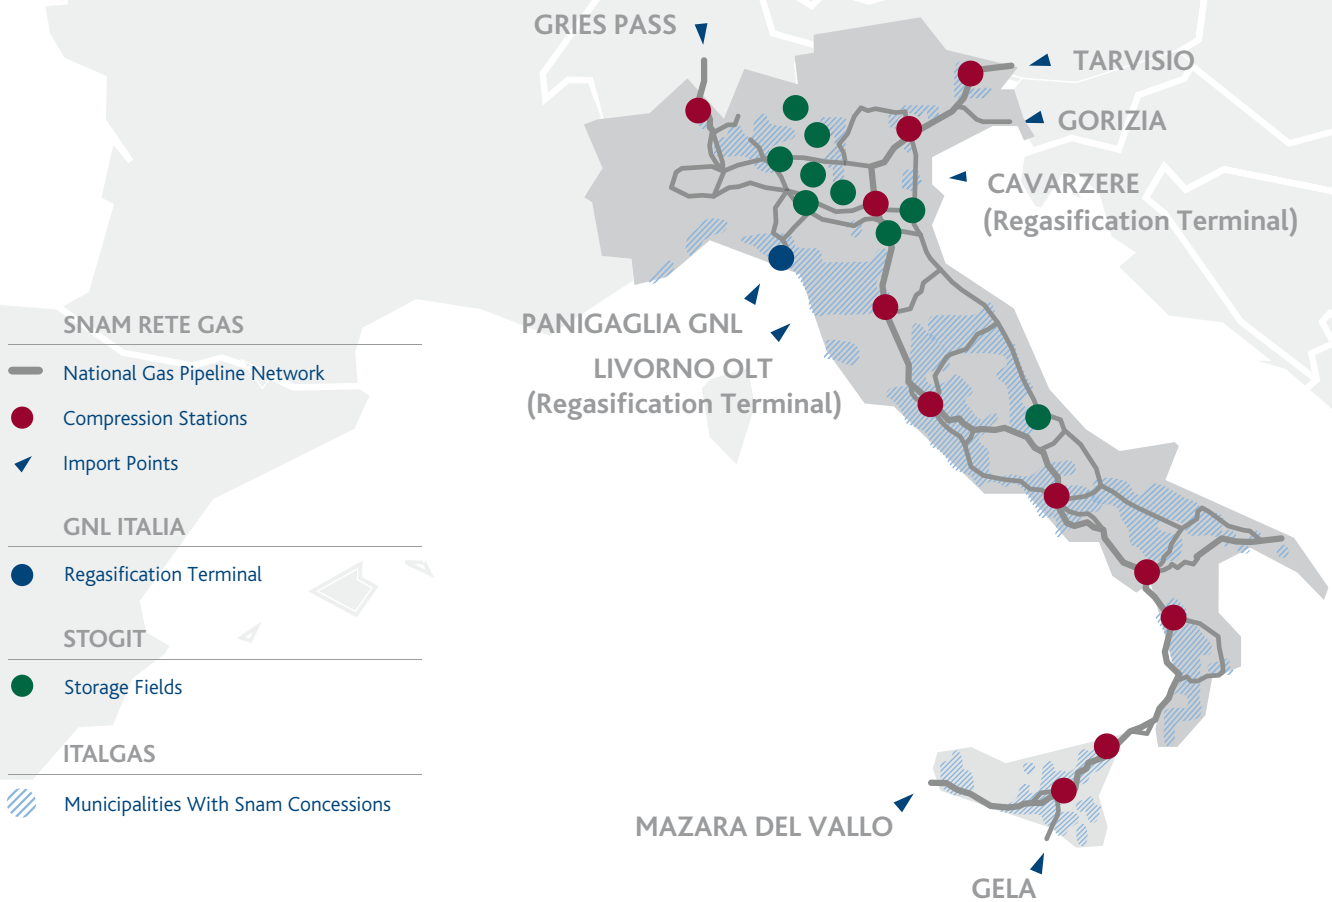 GRIES PASS
TARVISIO
GORIZIA
CAVARZERE
(Regasification Terminal)
PANIGAGLIA GNL
LIVORNO OLT
(Regasification Terminal)
SNAM RETE GAS
National Gas Pipeline Network
Compression Stations
Import Points
GNL ITALIA
Regasification Terminal
STOGIT
Storage Fields
ITALGAS
Municipalities With Snam Concessions
MAZARA DEL VALLO
GELA